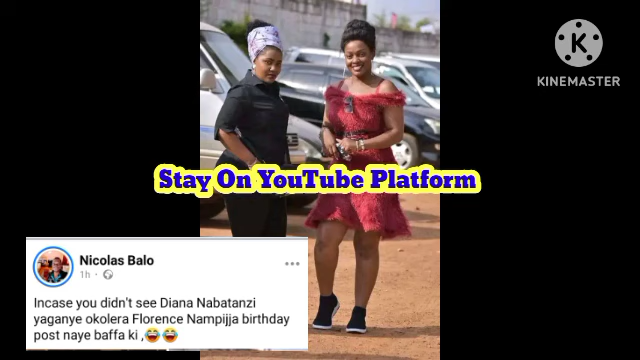 KINEMASTER
Stay On YouTube Platform
Nicolas Balo
1h ·
Incase you didn't see Diana Nabatanzi
yaganye okolera Florence Nampijja birthday
post naye baffa ki ,😂😂